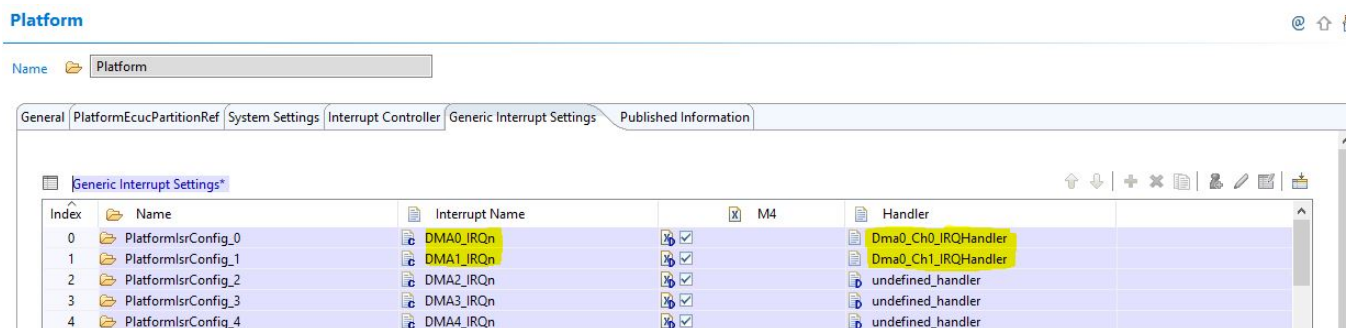 Platform
Name Platform
General PlatformEcucPartitionRef System Settings Interrupt Controller Generic Interrupt Settings Published Information
Generic Interrupt Settings*
Index Name Interrupt Name M4 Handler
0 PlatformIsrConfig_0 DMA0_IRQn Dma0_Ch0_IRQHandler
1 PlatformIsrConfig_1 DMA1_IRQn Dma0_Ch1_IRQHandler
2 PlatformIsrConfig_2 DMA2_IRQn undefined_handler
3 PlatformIsrConfig_3 DMA3_IRQn undefined_handler
4 PlatformIsrConfig_4 DMA4_IRQn undefined_handler